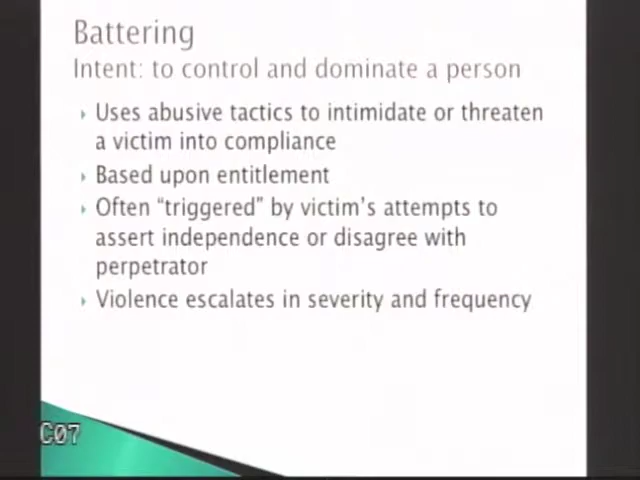 Battering
Intent: to control and dominate a person
Uses abusive tactics to intimidate or threaten
a victim into compliance
Based upon entitlement
Often “triggered” by victim’s attempts to
assert independence or disagree with
perpetrator
Violence escalates in severity and frequency
C07